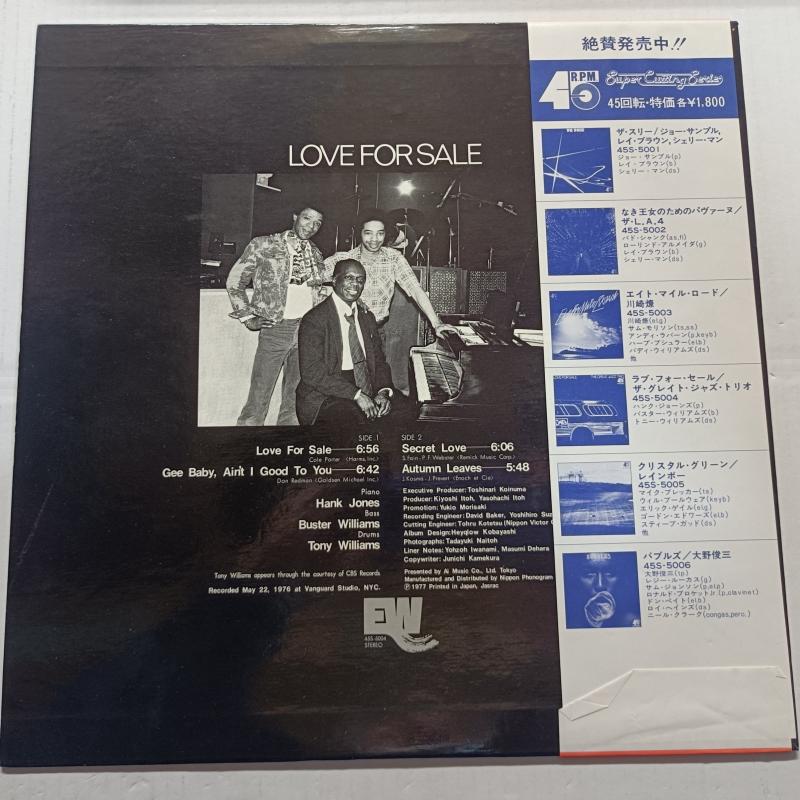 LOVE FOR SALE
SIDE 1
Love For Sale 6:56
Cole Porter (Harms, Inc.)
Gee Baby, Ain't I Good To You 6:42
Don Redman (Goldsen Michael Inc.)
SIDE 2
Secret Love 6:06
S. Fain - P. F. Webster (Remick Music Corp.)
Autumn Leaves 5:48
J. Kosma - J. Prevert (Enoch et Cie)
Piano
Hank Jones
Bass
Buster Williams
Drums
Tony Williams
Tony Williams appears through the courtesy of CBS Records
Recorded May 22, 1976 at Vanguard Studio, NYC.
Executive Producer: Toshinari Koinuma
Producer: Kiyoshi Itoh, Yasohachi Itoh
Promotion: Yukio Morisaki
Recording Engineer: David Baker, Yoshihiro Suz
Cutting Engineer: Tohru Kotetsu (Nippon Victor
Album Design: Heyqlow Kobayashi
Photographs: Tadayuki Naitoh
Liner Notes: Yohzoh Iwanami, Masumi Dehara
Copywriter: Junichi Kamekura
Presented by Ai Music Co., Ltd. Tokyo
Manufactured and Distributed by Nippon Phonogram
Ⓟ 1977 Printed in Japan, Jasrac
EW
45S-5004
STEREO
絶賛発売中!!
45 R.P.M. Super Cutting Series
45回転・特価各¥1,800
ザ・スリー/ジョー・サンプル,
レイ・ブラウン, シェリー・マン
45S-5001
ジョー・サンプル(p)
レイ・ブラウン(b)
シェリー・マン(ds)
なき王女のためのパヴァーヌ/
ザ・L.A.4
45S-5002
バド・シャンク(as,fl)
ローリンド・アルメイダ(g)
レイ・ブラウン(b)
シェリー・マン(ds)
エイト・マイル・ロード/
川崎燎
45S-5003
川崎燎(elg)
サム・モリソン(ts,ss)
アンディ・ラバーン(p,keyb)
ハーブ・ブシュラー(elb)
バディ・ウィリアムズ(ds)
他
LOVE FOR SALE
ラブ・フォー・セール/
ザ・グレイト・ジャズ・トリオ
45S-5004
ハンク・ジョーンズ(p)
バスター・ウィリアムズ(b)
トニー・ウィリアムズ(ds)
クリスタル・グリーン/
レインボー
45S-5005
マイク・ブレッカー(ts)
ウィル・ブールウェア(keyb)
エリック・ゲイル(elg)
ゴードン・エドワーズ(elb)
スティーブ・ガッド(ds)
他
バブルズ/大野俊三
45S-5006
大野俊三(tp)
レジー・ルーカス(g)
サム・ジョンソン(p,elp)
ロナルド・ブロケットJr.(p,clavinet)
ドン・ペイト(elb)
ロイ・ヘインズ(ds)
ニール・クラーク(congas,perc.)